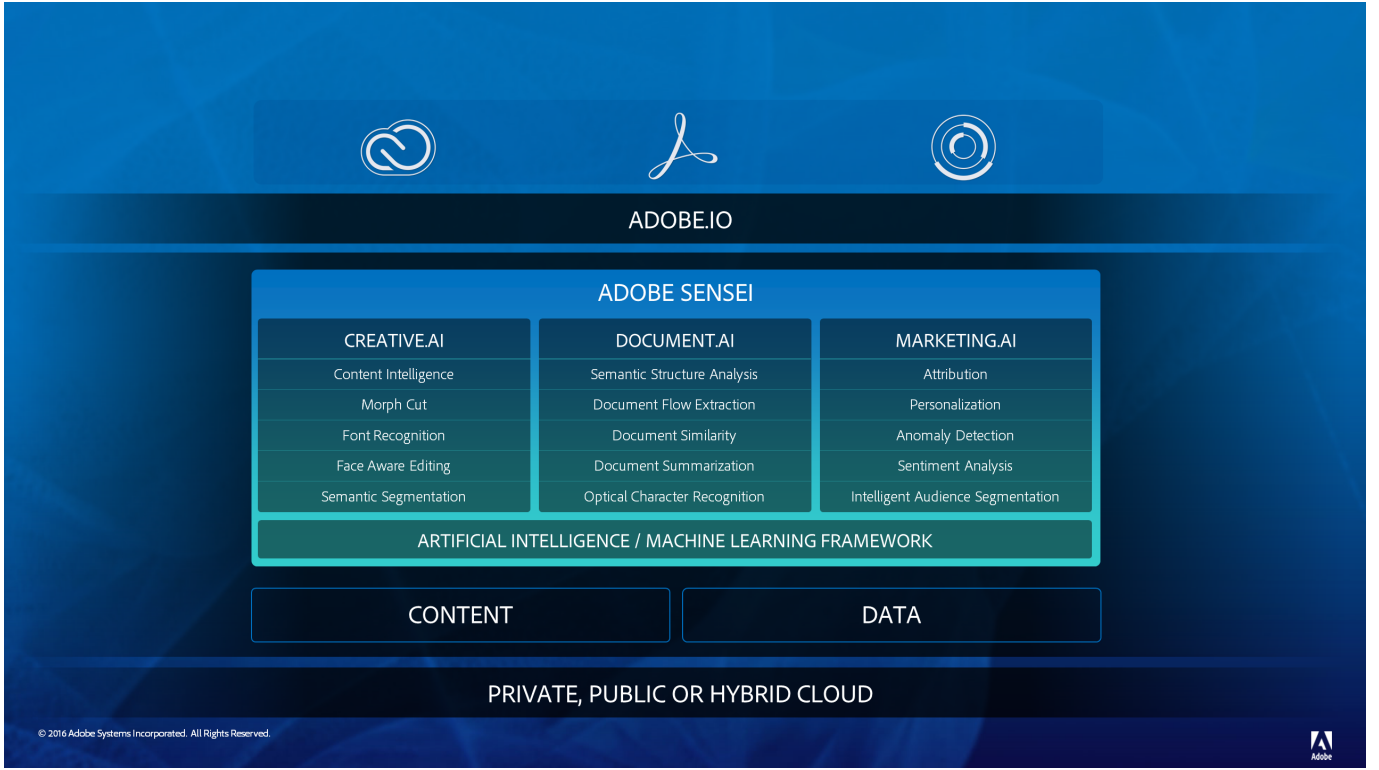 ADOBE.IO
ADOBE SENSEI
CREATIVE.AI
Content Intelligence
Morph Cut
Font Recognition
Face Aware Editing
Semantic Segmentation
DOCUMENT.AI
Semantic Structure Analysis
Document Flow Extraction
Document Similarity
Document Summarization
Optical Character Recognition
MARKETING.AI
Attribution
Personalization
Anomaly Detection
Sentiment Analysis
Intelligent Audience Segmentation
ARTIFICIAL INTELLIGENCE / MACHINE LEARNING FRAMEWORK
CONTENT
DATA
PRIVATE, PUBLIC OR HYBRID CLOUD
© 2016 Adobe Systems Incorporated. All Rights Reserved.
Adobe